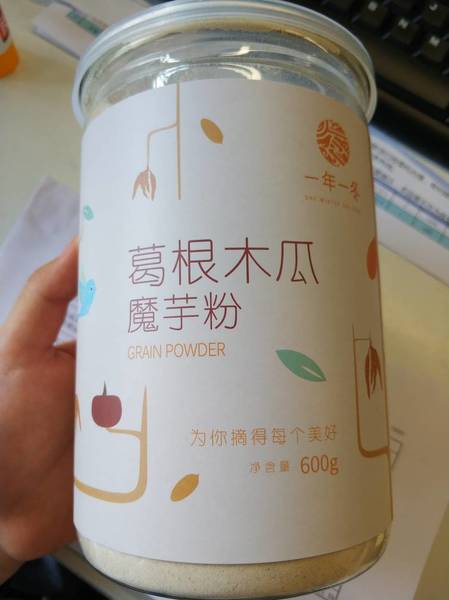 一年一冬
葛根木瓜
魔芋粉
GRAIN POWDER
为你摘得每个美好
净含量 600g